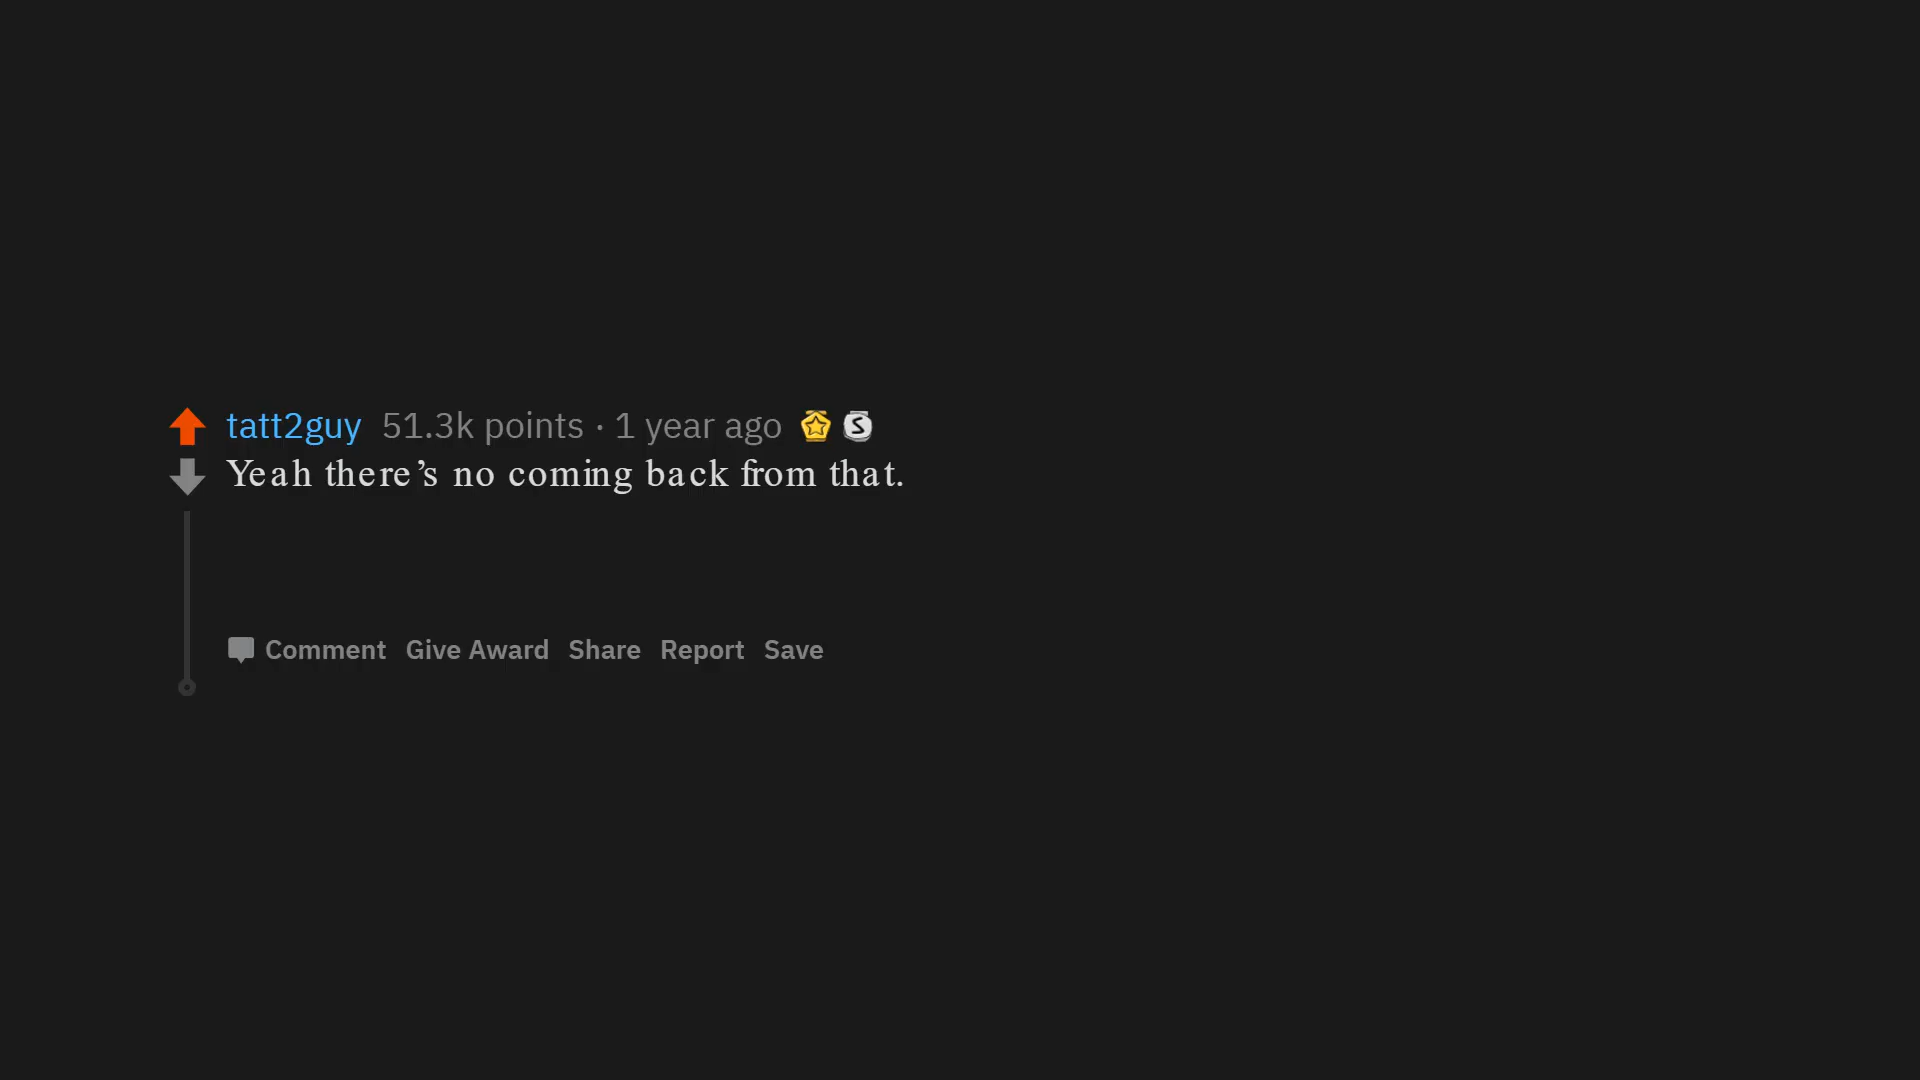 tatt2guy 51.3k points · 1 year ago
Yeah there’s no coming back from that.
Comment Give Award Share Report Save